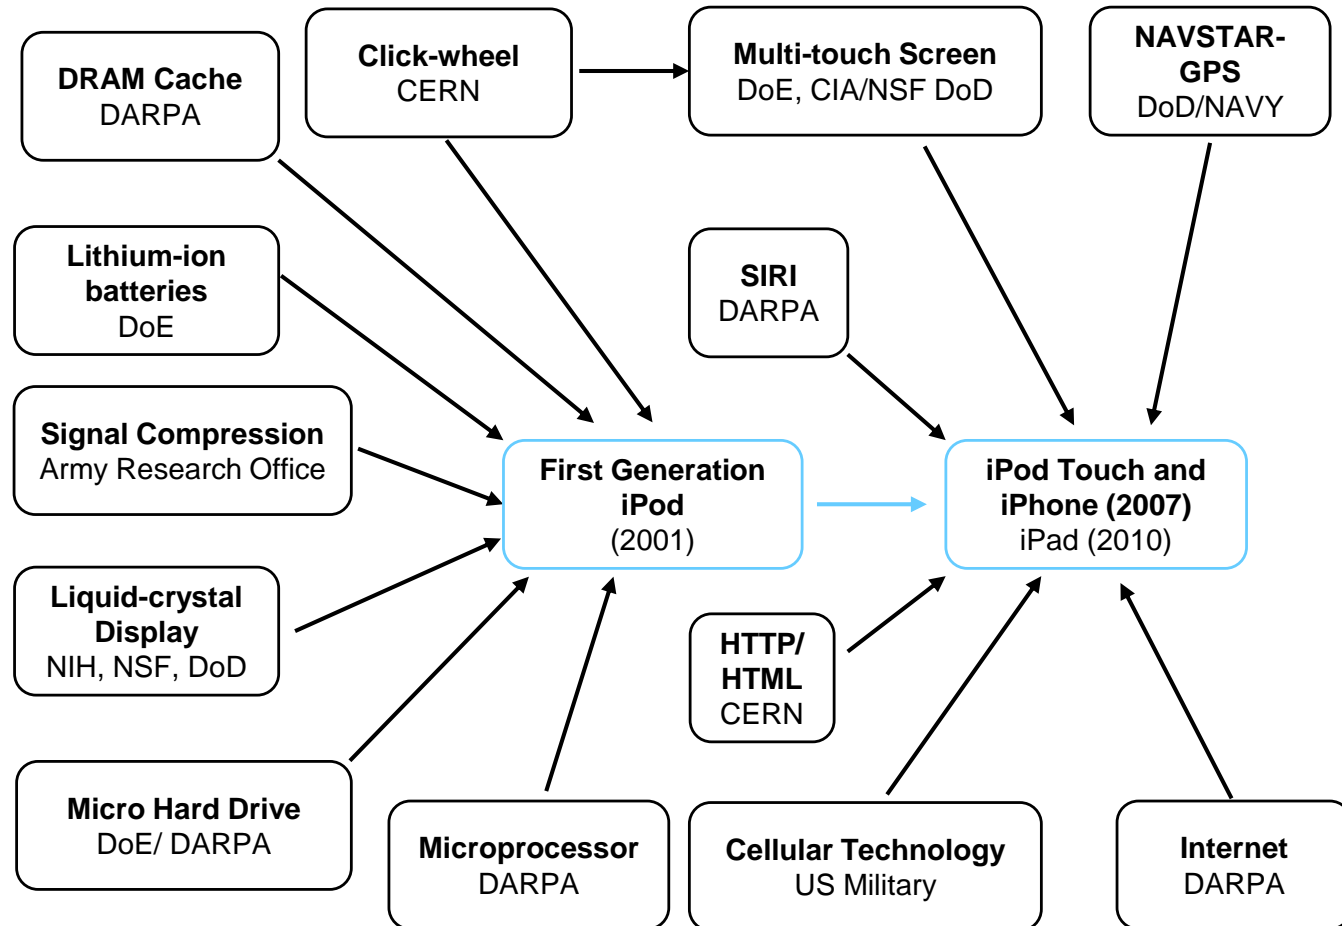 DRAM Cache
DARPA
Click-wheel
CERN
Multi-touch Screen
DoE, CIA/NSF DoD
NAVSTAR-
GPS
DoD/NAVY
Lithium-ion
batteries
DoE
SIRI
DARPA
Signal Compression
Army Research Office
First Generation
iPod
(2001)
iPod Touch and
iPhone (2007)
iPad (2010)
Liquid-crystal
Display
NIH, NSF, DoD
HTTP/
HTML
CERN
Micro Hard Drive
DoE/ DARPA
Microprocessor
DARPA
Cellular Technology
US Military
Internet
DARPA